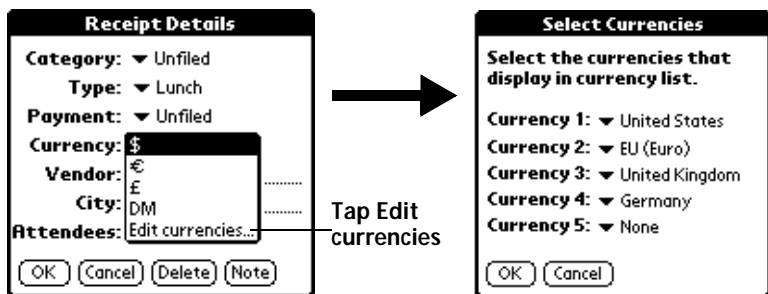 Receipt Details
Category: Unfiled
Type: Lunch
Payment: Unfiled
Currency: $
€
Vendor:
£
City:
DM
Attendees: Edit currencies...
OK Cancel Delete Note
Tap Edit
currencies
Select Currencies
Select the currencies that
display in currency list.
Currency 1: United States
Currency 2: EU (Euro)
Currency 3: United Kingdom
Currency 4: Germany
Currency 5: None
OK Cancel